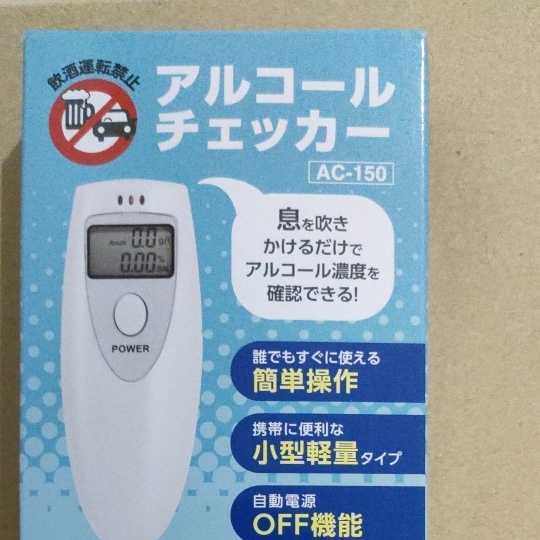 飲酒運転禁止
アルコール
チェッカー
AC-150
息を吹き
かけるだけで
アルコール濃度を
確認できる!
0.0 g/l
0.00 %
POWER
誰でもすぐに使える
簡単操作
携帯に便利な
小型軽量タイプ
自動電源
OFF機能